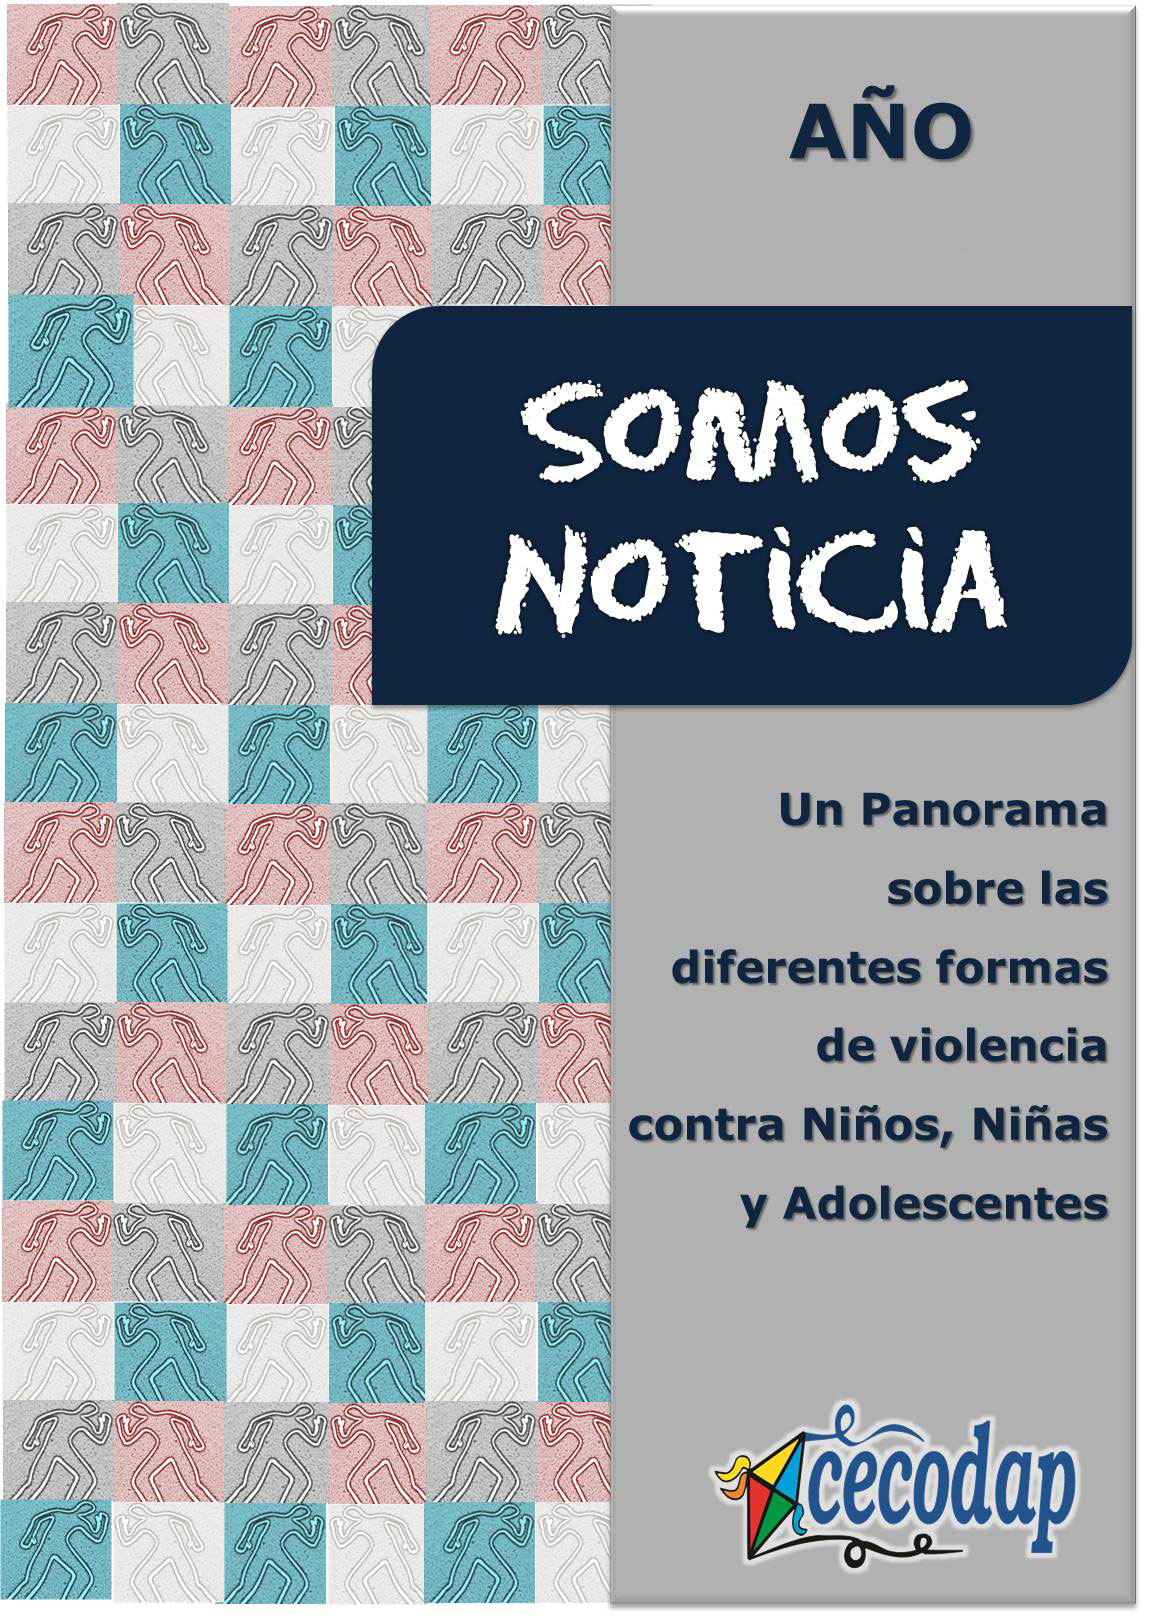 AÑO
SOMOS
NOTiCiA
Un Panorama
sobre las
diferentes formas
de violencia
contra Niños, Niñas
y Adolescentes
cecodap